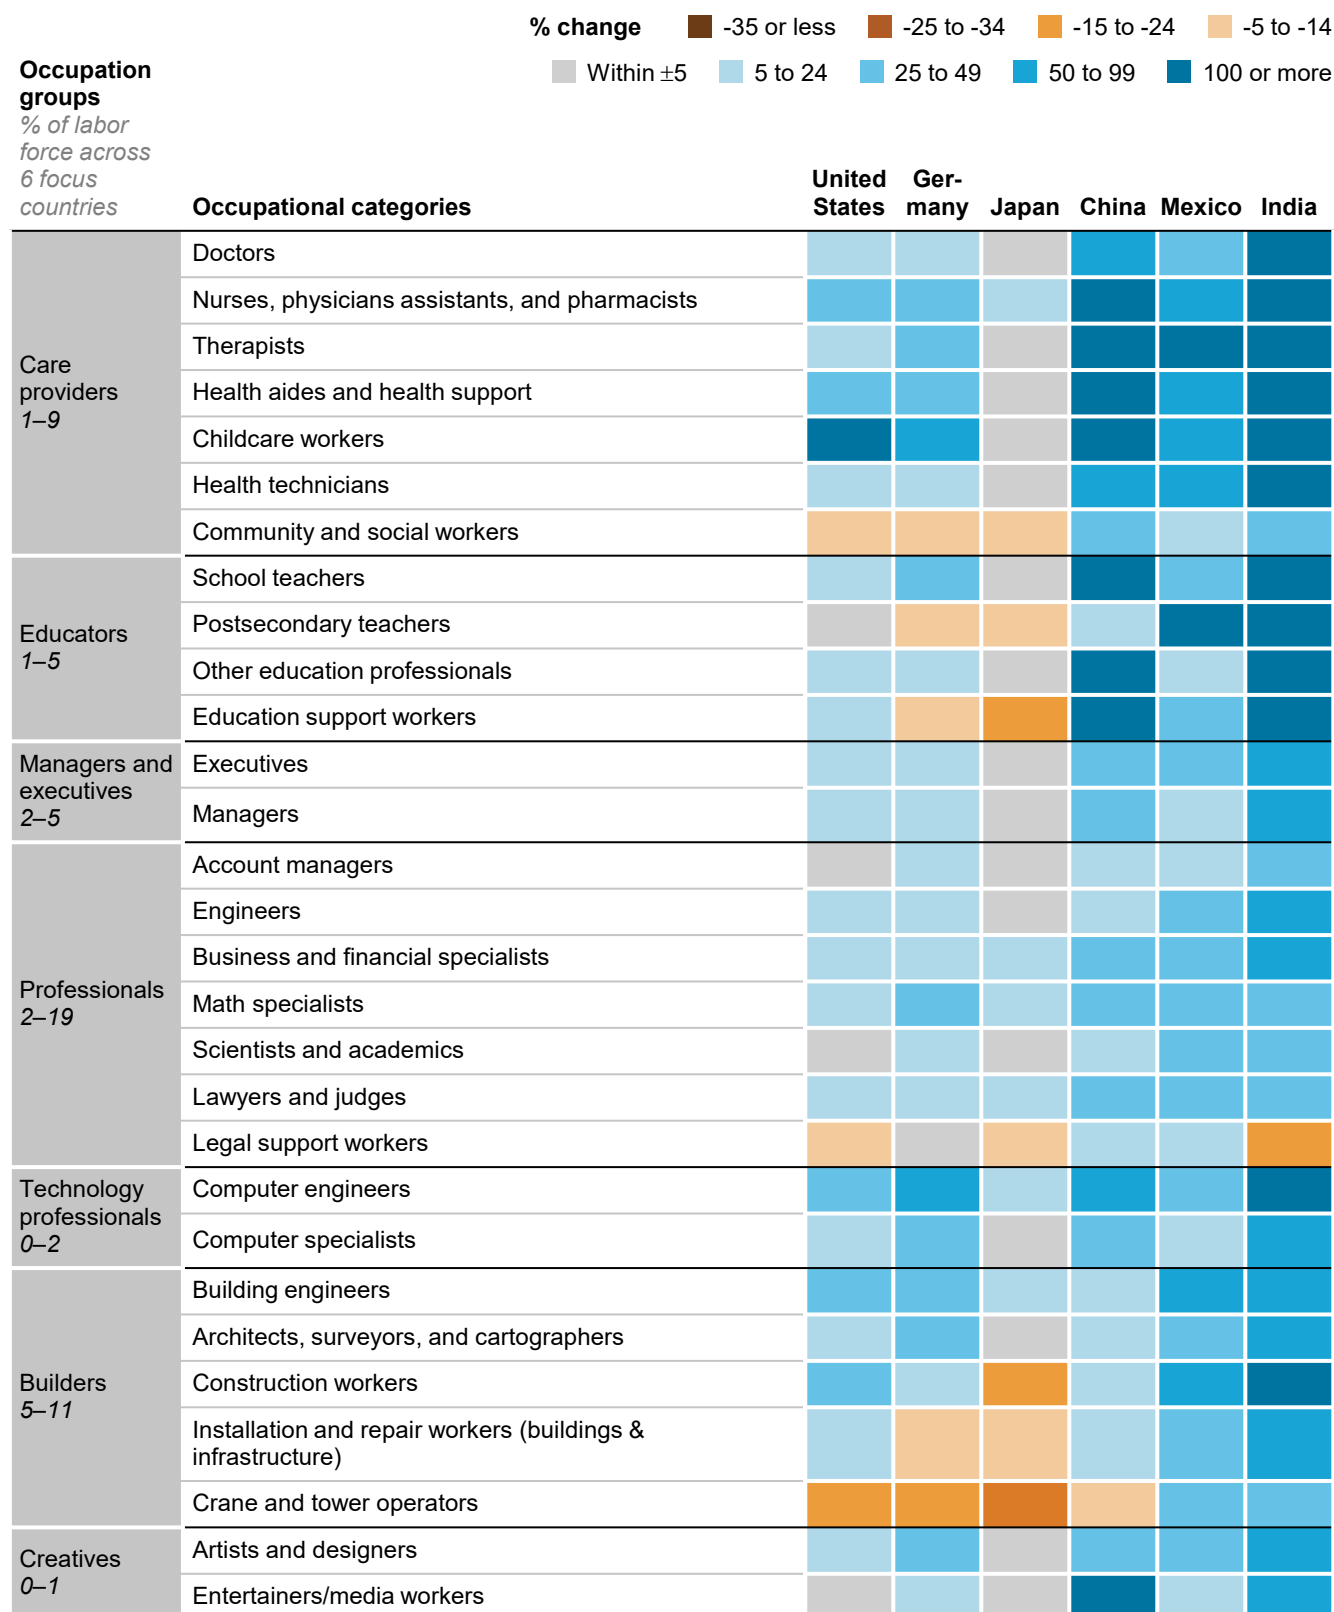 % change
-35 or less
-25 to -34
-15 to -24
-5 to -14
Within ±5
5 to 24
25 to 49
50 to 99
100 or more
Occupation
groups
% of labor
force across
6 focus
countries
Occupational categories
United
States
Ger-
many
Japan
China
Mexico
India
Care
providers
1–9
Doctors
Nurses, physicians assistants, and pharmacists
Therapists
Health aides and health support
Childcare workers
Health technicians
Community and social workers
Educators
1–5
School teachers
Postsecondary teachers
Other education professionals
Education support workers
Managers and
executives
2–5
Executives
Managers
Professionals
2–19
Account managers
Engineers
Business and financial specialists
Math specialists
Scientists and academics
Lawyers and judges
Legal support workers
Technology
professionals
0–2
Computer engineers
Computer specialists
Builders
5–11
Building engineers
Architects, surveyors, and cartographers
Construction workers
Installation and repair workers (buildings &
infrastructure)
Crane and tower operators
Creatives
0–1
Artists and designers
Entertainers/media workers